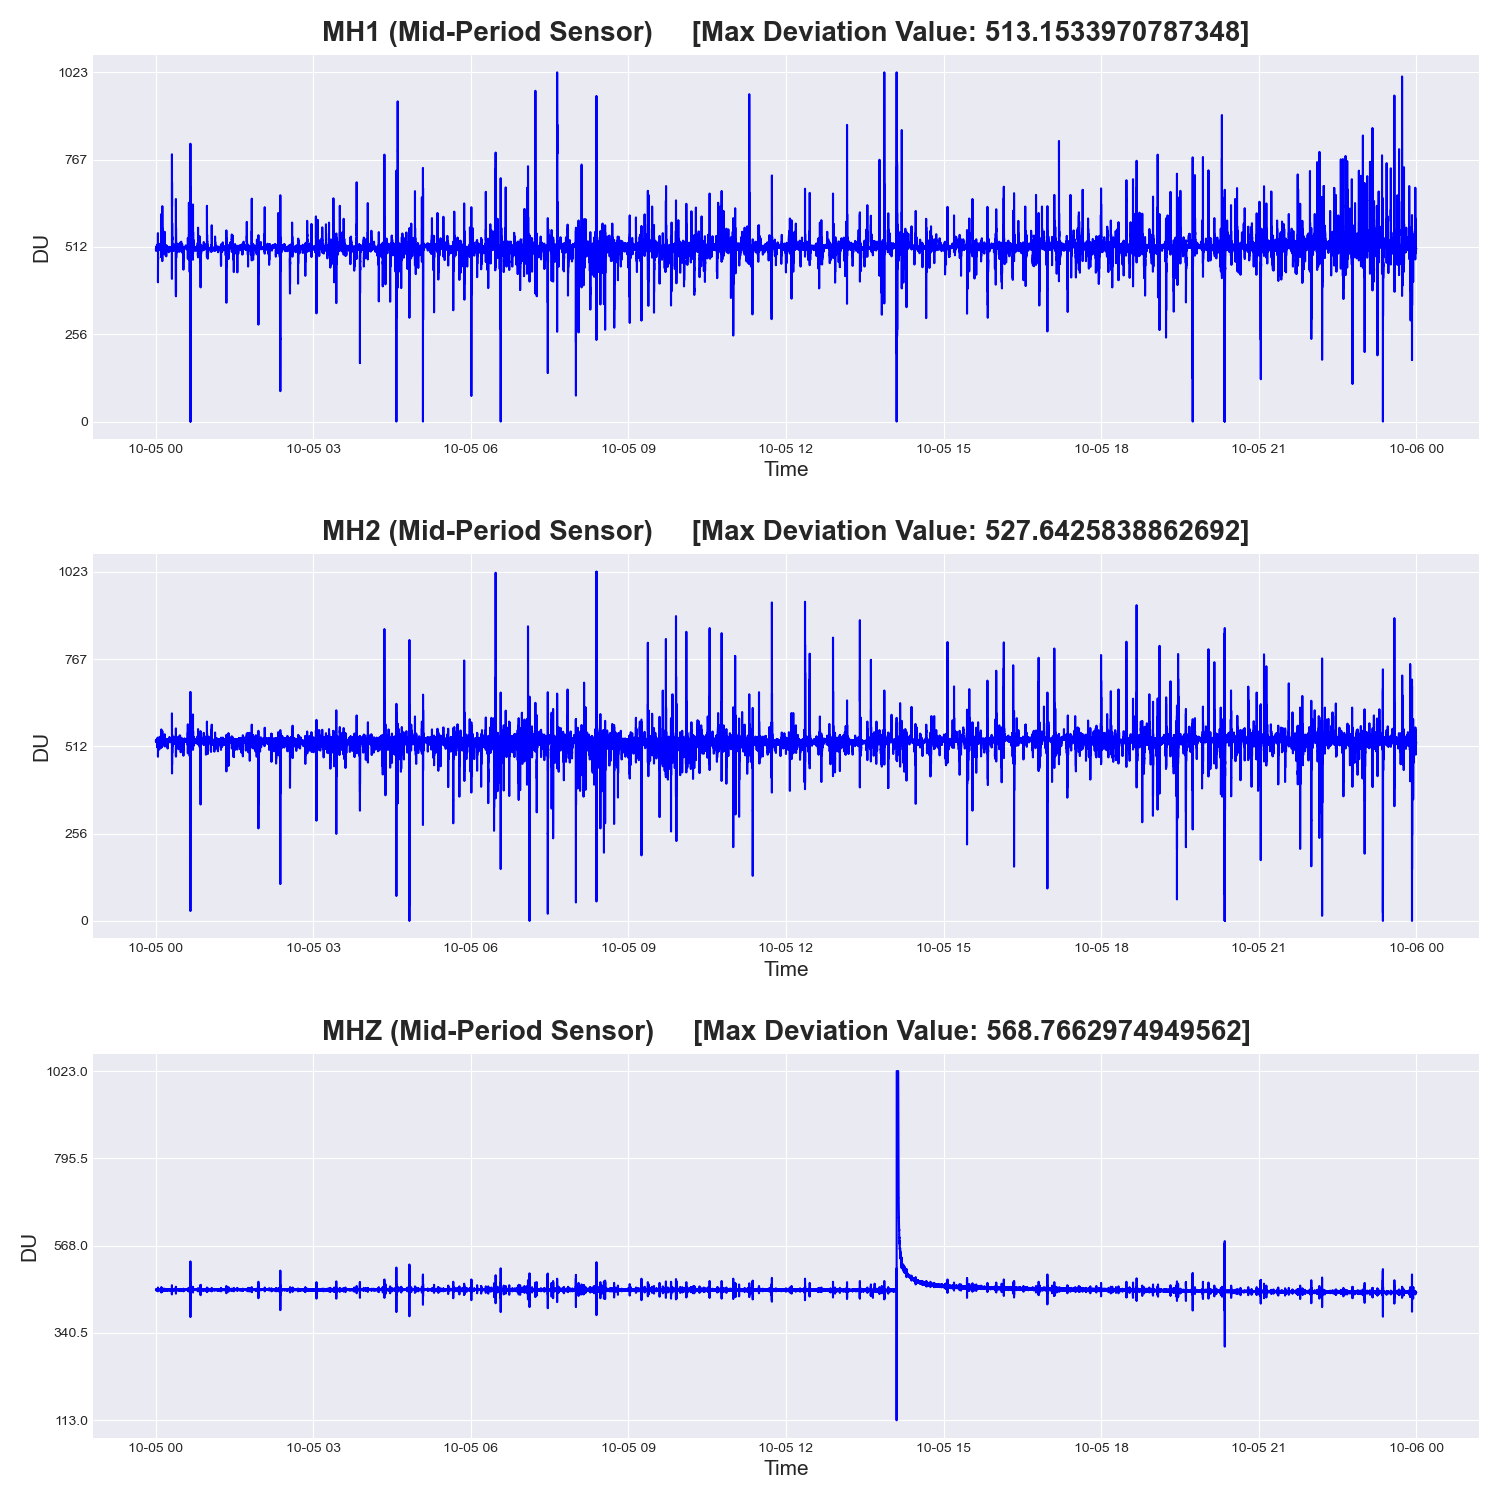 MH1 (Mid-Period Sensor) [Max Deviation Value: 513.1533970787348]
1023
767
512
256
0
DU
10-05 00 10-05 03 10-05 06 10-05 09 10-05 12 10-05 15 10-05 18 10-05 21 10-06 00
Time
MH2 (Mid-Period Sensor) [Max Deviation Value: 527.6425838862692]
1023
767
512
256
0
DU
10-05 00 10-05 03 10-05 06 10-05 09 10-05 12 10-05 15 10-05 18 10-05 21 10-06 00
Time
MHZ (Mid-Period Sensor) [Max Deviation Value: 568.7662974949562]
1023.0
795.5
568.0
340.5
113.0
DU
10-05 00 10-05 03 10-05 06 10-05 09 10-05 12 10-05 15 10-05 18 10-05 21 10-06 00
Time